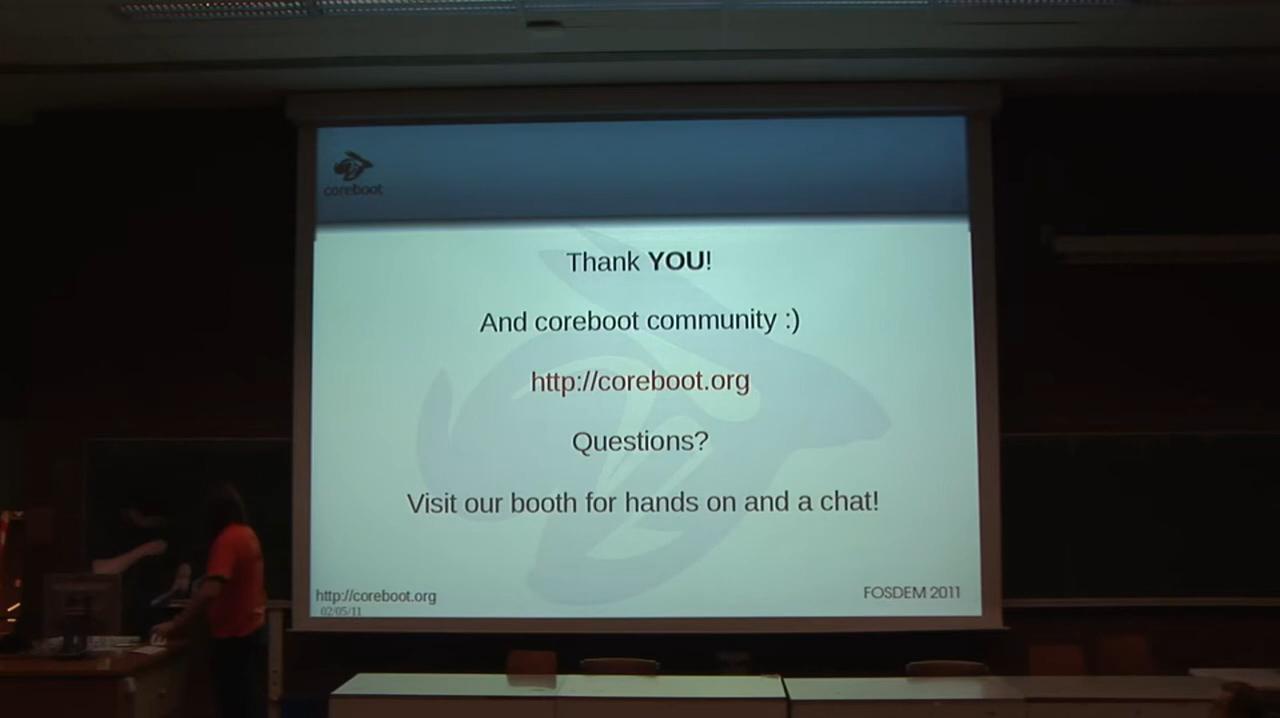 coreboot
Thank YOU!
And coreboot community :)
http://coreboot.org
Questions?
Visit our booth for hands on and a chat!
http://coreboot.org
FOSDEM 2011
02/05/11